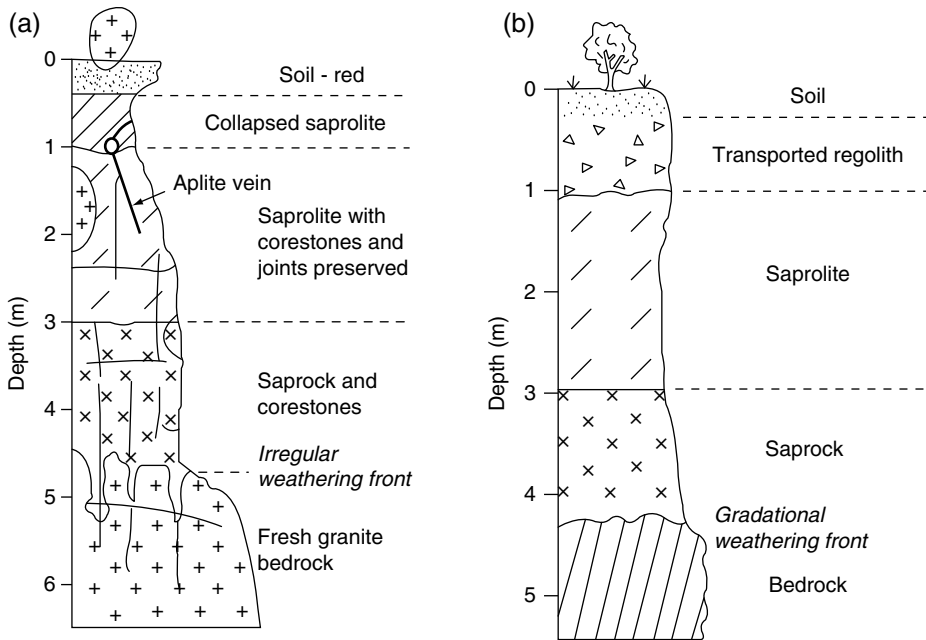 (a)
0
1
2
3
4
5
6
Depth (m)
Soil - red
Collapsed saprolite
Aplite vein
Saprolite with
corestones and
joints preserved
Saprock and
corestones
Irregular
weathering front
Fresh granite
bedrock
(b)
0
1
2
3
4
5
Depth (m)
Soil
Transported regolith
Saprolite
Saprock
Gradational
weathering front
Bedrock